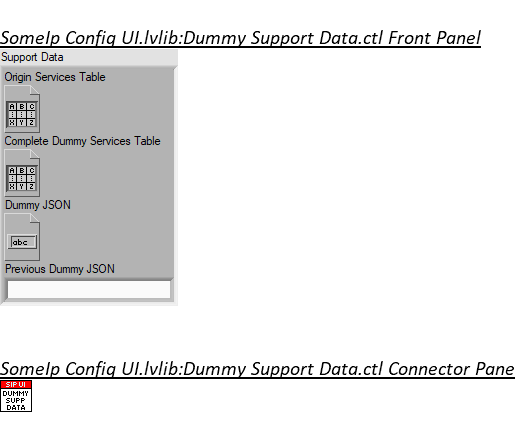 SomeIp Config UI.lvlib:Dummy Support Data.ctl Front Panel
Support Data
Origin Services Table
A B C
X Y Z
Complete Dummy Services Table
A B C
X Y Z
Dummy JSON
abc
Previous Dummy JSON
SomeIp Config UI.lvlib:Dummy Support Data.ctl Connector Pane
SIP UI
DUMMY
SUPP
DATA